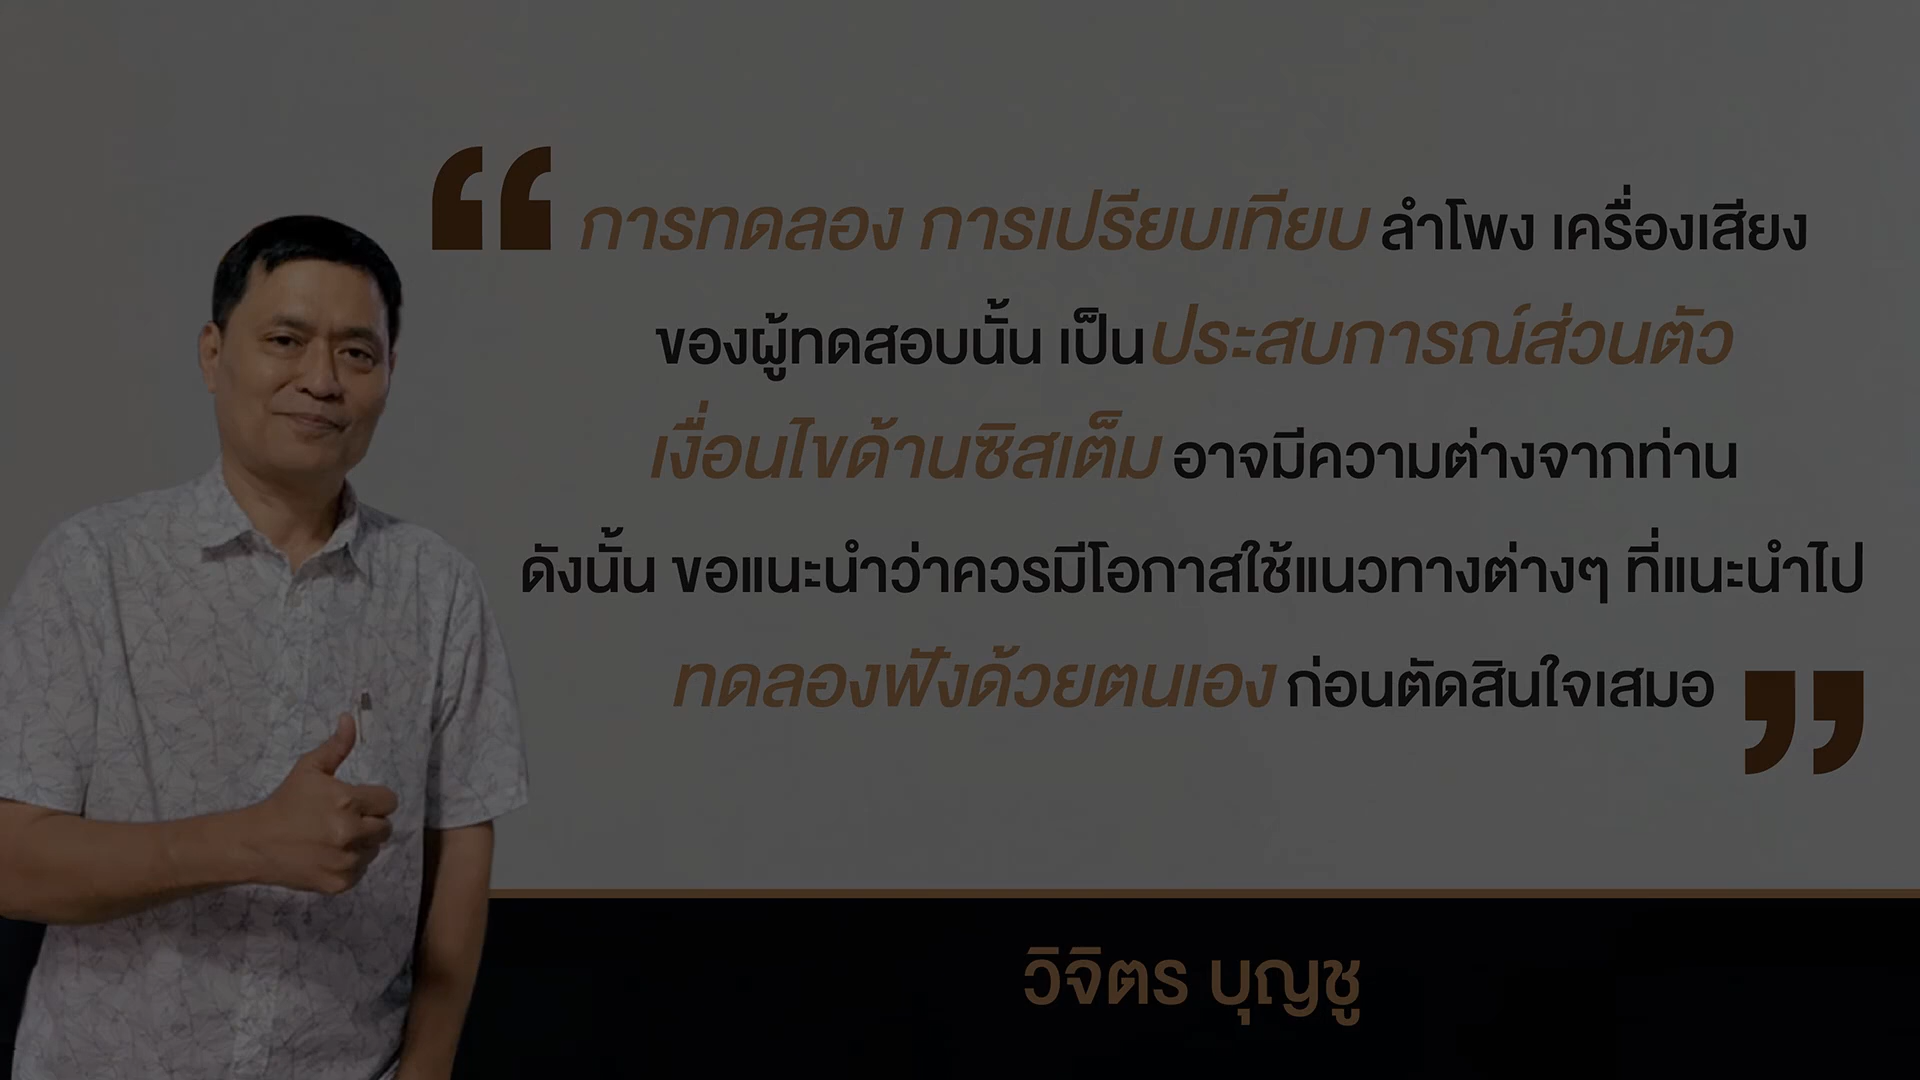 “ การทดลอง การเปรียบเทียบ ลำโพง เครื่องเสียง
ของผู้ทดสอบนั้น เป็นประสบการณ์ส่วนตัว
เงื่อนไขด้านซิสเต็ม อาจมีความต่างจากท่าน
ดังนั้น ขอแนะนำว่าควรมีโอกาสใช้แนวทางต่างๆ ที่แนะนำไป
ทดลองฟังด้วยตนเอง ก่อนตัดสินใจเสมอ ”
วิจิตร บุญชู